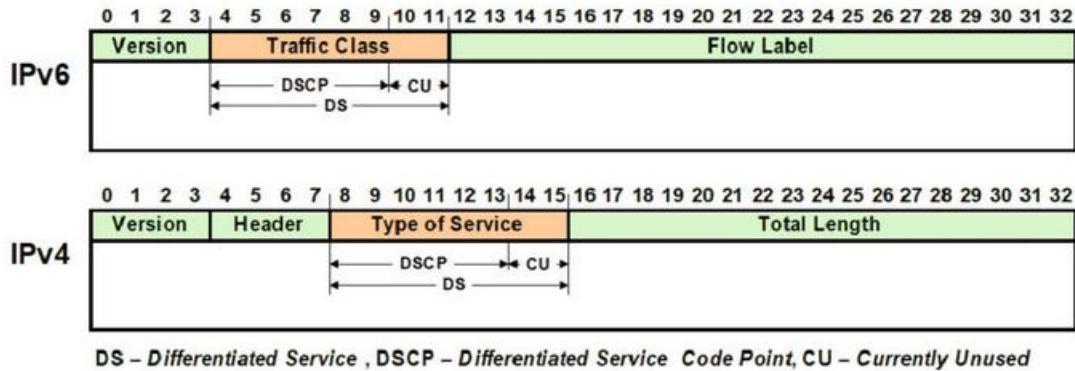 0 1 2 3 4 5 6 7 8 9 10 11 12 13 14 15 16 17 18 19 20 21 22 23 24 25 26 27 28 29 30 31 32
Version Traffic Class Flow Label
IPv6
DSCP CU
DS
0 1 2 3 4 5 6 7 8 9 10 11 12 13 14 15 16 17 18 19 20 21 22 23 24 25 26 27 28 29 30 31 32
Version Header Type of Service Total Length
IPv4
DSCP CU
DS
DS – Differentiated Service , DSCP – Differentiated Service Code Point, CU – Currently Unused